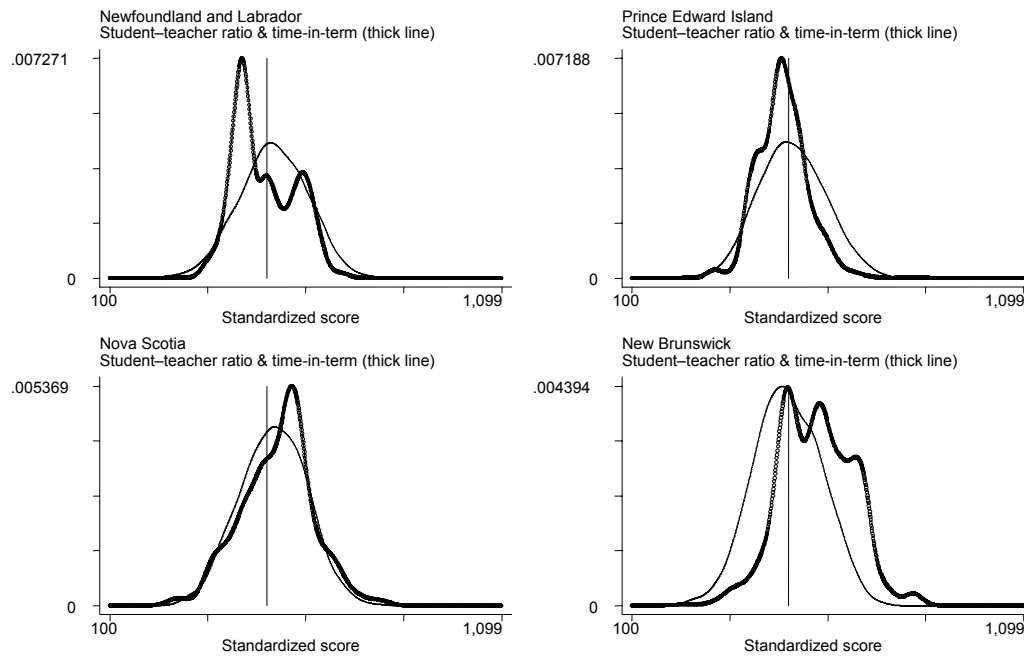 Newfoundland and Labrador
Student–teacher ratio & time-in-term (thick line)
.007271
0
100
1,099
Standardized score
Prince Edward Island
Student–teacher ratio & time-in-term (thick line)
.007188
0
100
1,099
Standardized score
Nova Scotia
Student–teacher ratio & time-in-term (thick line)
.005369
0
100
1,099
Standardized score
New Brunswick
Student–teacher ratio & time-in-term (thick line)
.004394
0
100
1,099
Standardized score